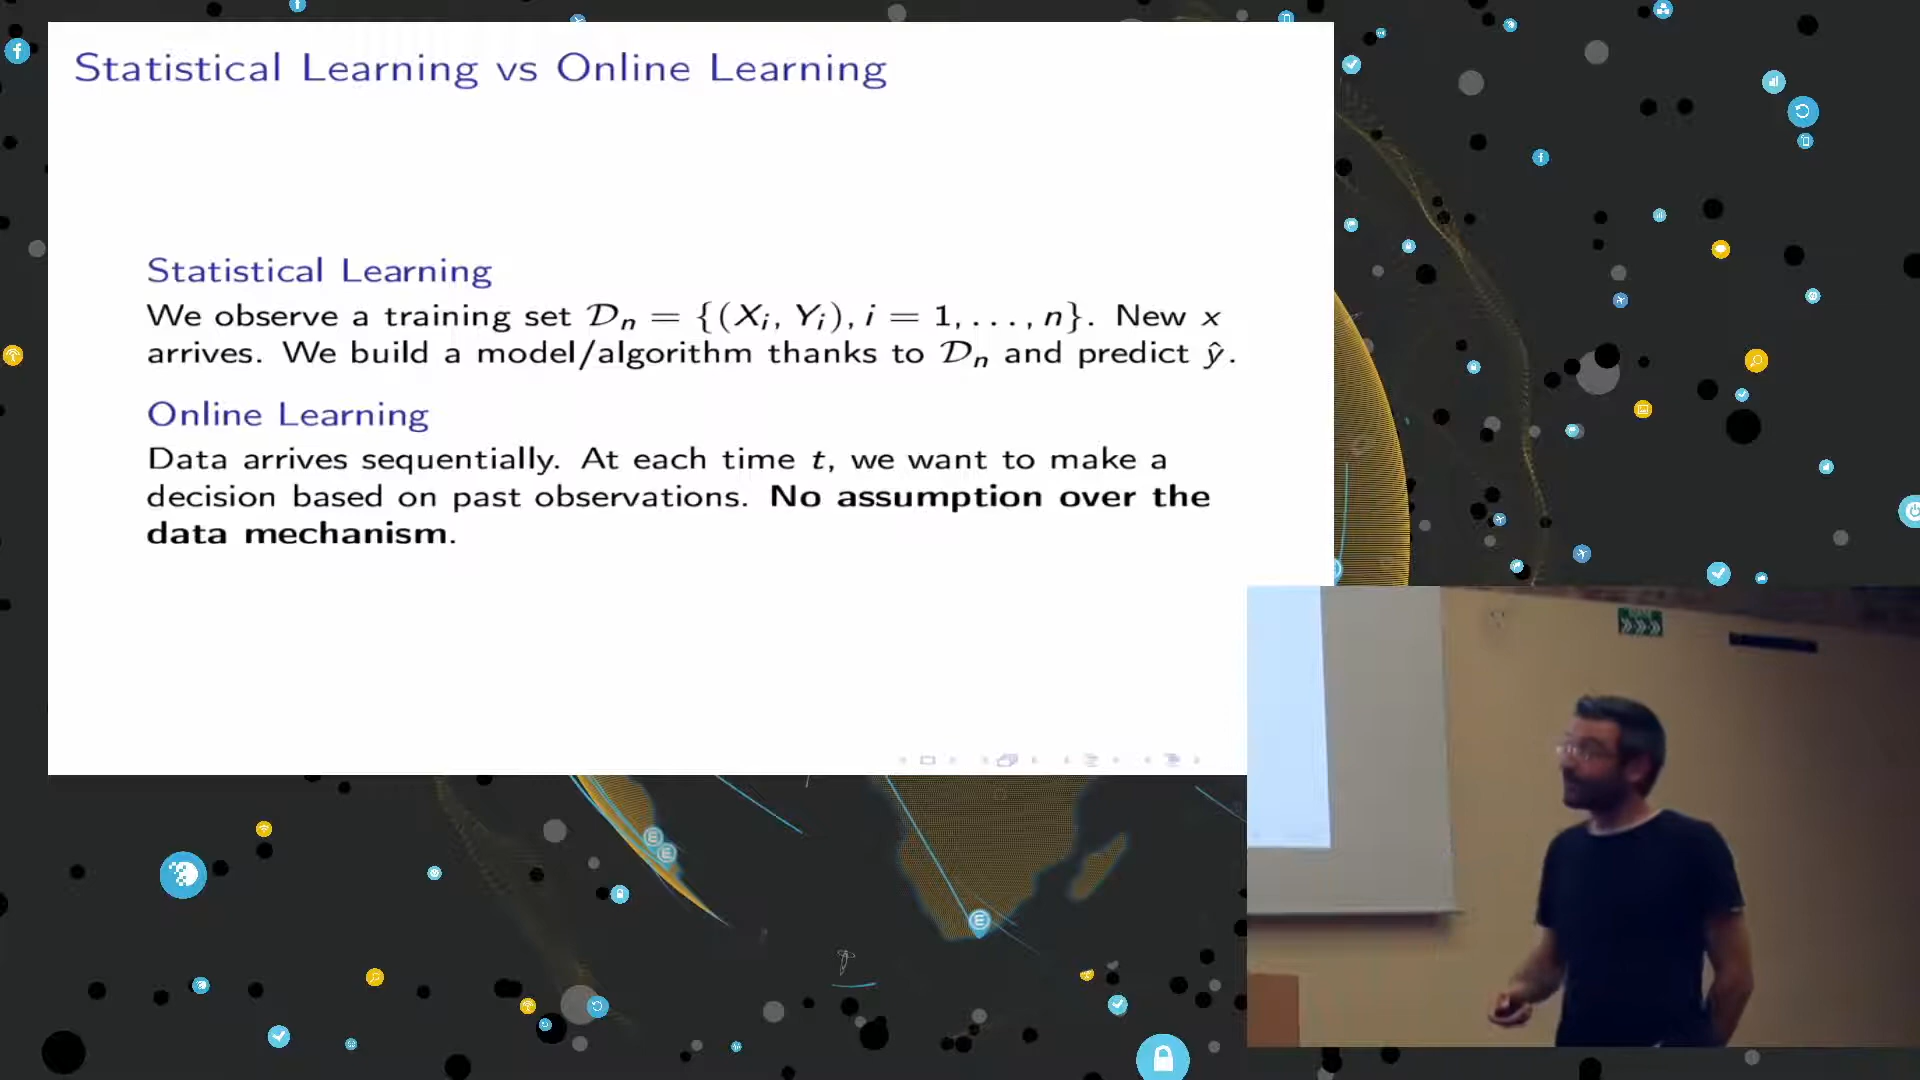 Statistical Learning vs Online Learning
Statistical Learning
We observe a training set 𝒟ₙ = {(Xᵢ, Yᵢ), i = 1, . . . , n}. New x
arrives. We build a model/algorithm thanks to 𝒟ₙ and predict ŷ.
Online Learning
Data arrives sequentially. At each time t, we want to make a
decision based on past observations. No assumption over the
data mechanism.